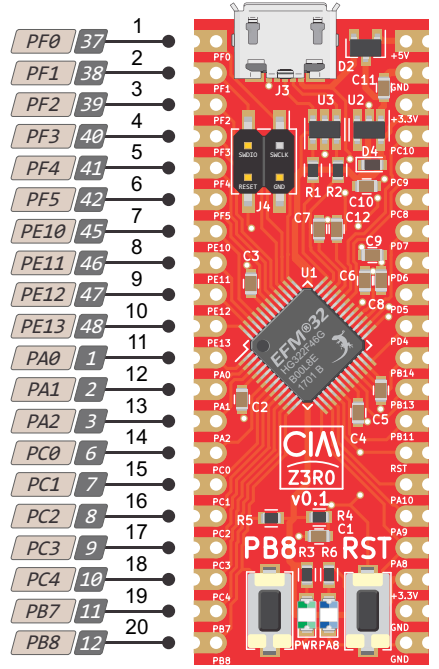 PF0 37 1
PF1 38 2
PF2 39 3
PF3 40 4
PF4 41 5
PF5 42 6
PE10 45 7
PE11 46 8
PE12 47 9
PE13 48 10
PA0 1 11
PA1 2 12
PA2 3 13
PC0 6 14
PC1 7 15
PC2 8 16
PC3 9 17
PC4 10 18
PB7 11 19
PB8 12 20
PF0
PF1
PF2
PF3
PF4
PF5
PE10
PE11
PE12
PE13
PA0
PA1
PA2
PC0
PC1
PC2
PC3
PC4
PB7
PB8
J3
D2
C11
U3 U2
SWDIO SWCLK
RESET GND
J4
D4
R1 R2
C10
C7 C12
C9
C3
C6
C8
U1
EFM®32
HG322F46G
B00L8E
1701 B
C2
C5
C4
CIM
Z3R0
v0.1
R5 R4
C1
PB8 RST
R3 R6
PWR PA8
+5V
GND
+3.3V
PC10
PC9
PC8
PD7
PD6
PD5
PD4
PB14
PB13
PB11
RST
PA10
PA9
PA8
+3.3V
GND
GND